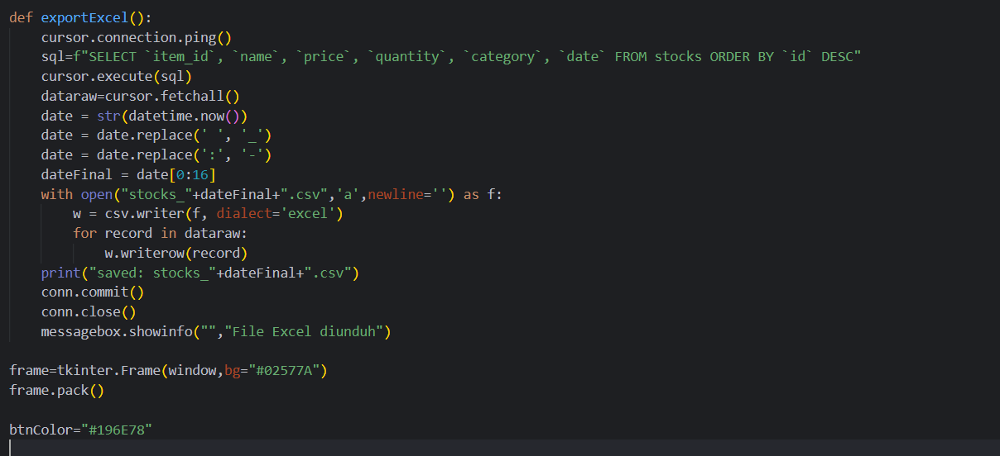 def exportExcel():
    cursor.connection.ping()
    sql=f"SELECT `item_id`, `name`, `price`, `quantity`, `category`, `date` FROM stocks ORDER BY `id` DESC"
    cursor.execute(sql)
    dataraw=cursor.fetchall()
    date = str(datetime.now())
    date = date.replace(' ', '_')
    date = date.replace(':', '-')
    dateFinal = date[0:16]
    with open("stocks_"+dateFinal+".csv",'a',newline='') as f:
        w = csv.writer(f, dialect='excel')
        for record in dataraw:
            w.writerow(record)
    print("saved: stocks_"+dateFinal+".csv")
    conn.commit()
    conn.close()
    messagebox.showinfo("","File Excel diunduh")

frame=tkinter.Frame(window,bg="#02577A")
frame.pack()

btnColor="#196E78"